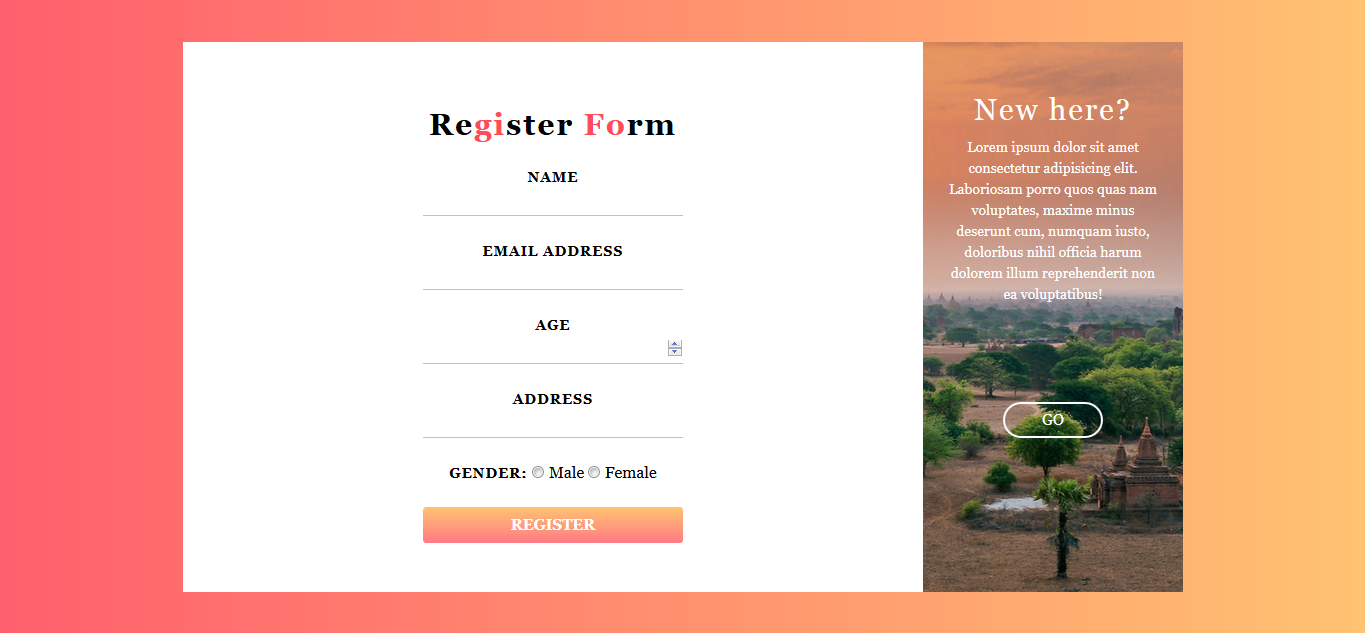 Register Form
NAME
EMAIL ADDRESS
AGE
ADDRESS
GENDER: Male Female
REGISTER
New here?
Lorem ipsum dolor sit amet
consectetur adipisicing elit.
Laboriosam porro quos quas nam
voluptates, maxime minus
deserunt cum, numquam iusto,
doloribus nihil officia harum
dolorem illum reprehenderit non
ea voluptatibus!
GO